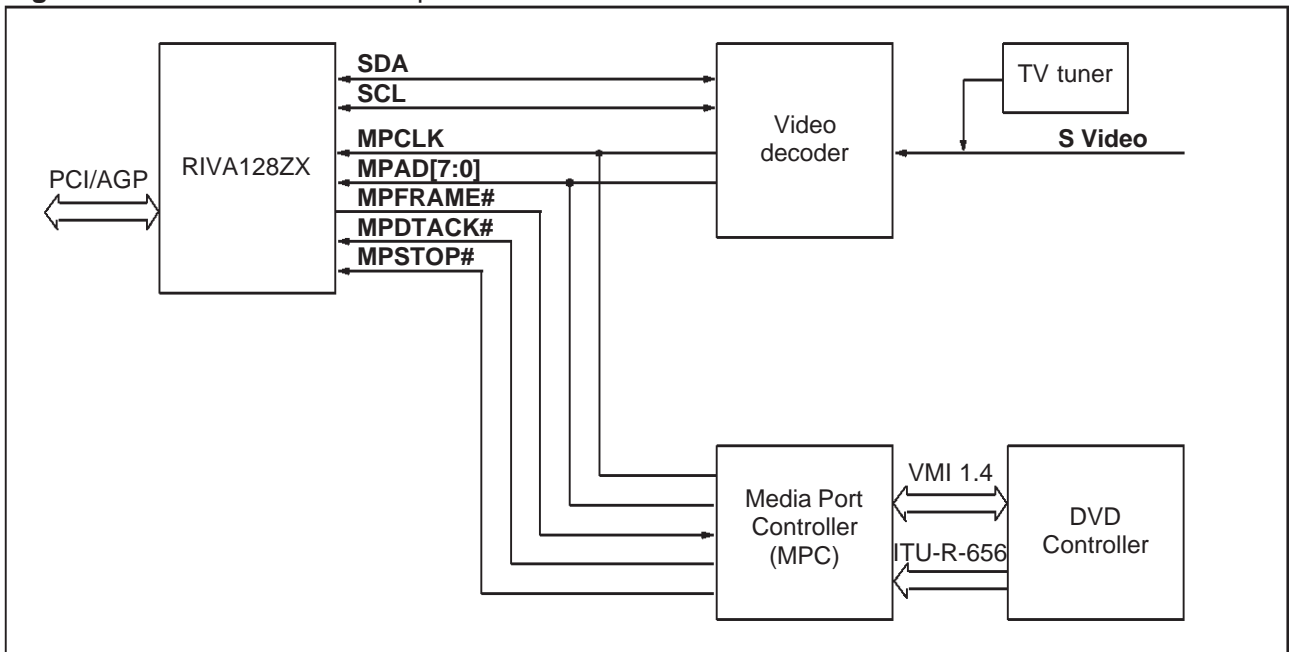 SDA
SCL
MPCLK
MPAD[7:0]
MPFRAME#
MPDTACK#
MPSTOP#
RIVA128ZX
PCI/AGP
Video
decoder
TV tuner
S Video
Media Port
Controller
(MPC)
VMI 1.4
ITU-R-656
DVD
Controller